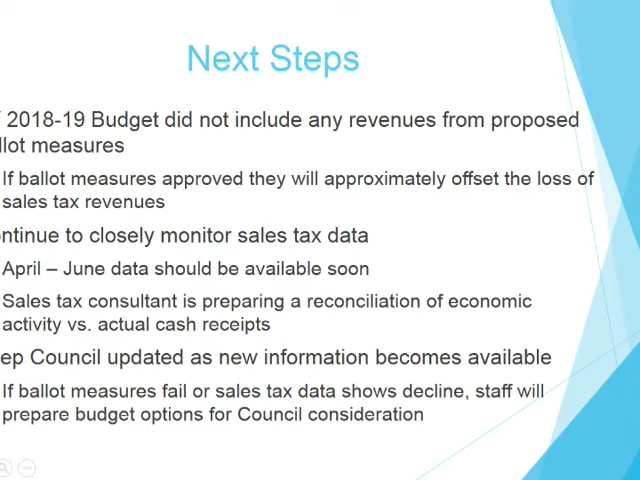 Next Steps
2018-19 Budget did not include any revenues from proposed
llot measures
If ballot measures approved they will approximately offset the loss of
sales tax revenues
ntinue to closely monitor sales tax data
April – June data should be available soon
Sales tax consultant is preparing a reconciliation of economic
activity vs. actual cash receipts
ep Council updated as new information becomes available
If ballot measures fail or sales tax data shows decline, staff will
prepare budget options for Council consideration